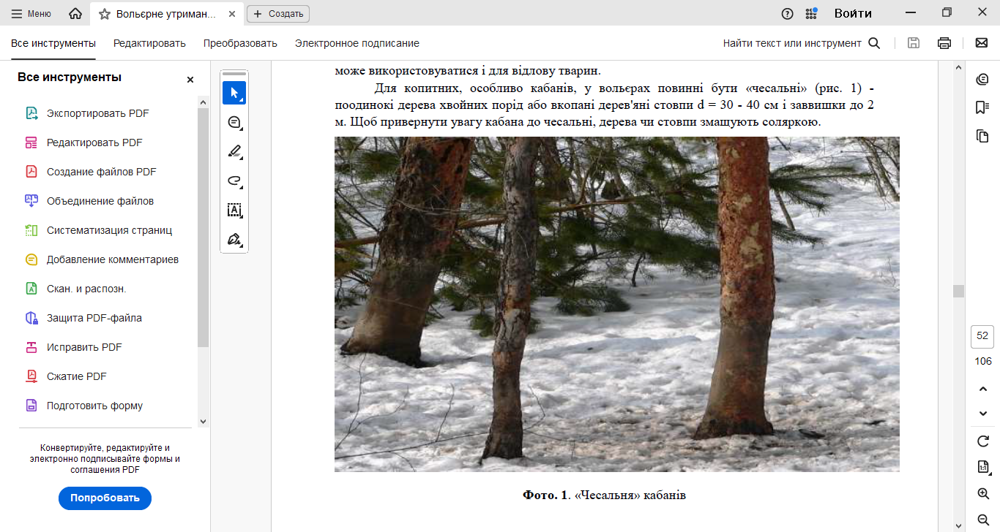 Меню
Вольєрне утриман...
Создать
Войти
Все инструменты
Редактировать
Преобразовать
Электронное подписание
Найти текст или инструмент
Все инструменты
Экспортировать PDF
Редактировать PDF
Создание файлов PDF
Объединение файлов
Систематизация страниц
Добавление комментариев
Скан. и распозн.
Защита PDF-файла
Исправить PDF
Сжатие PDF
Подготовить форму
Конвертируйте, редактируйте и
электронно подписывайте формы и
соглашения PDF
Попробовать
може використовуватися і для відлову тварин.
Для копитних, особливо кабанів, у вольєрах повинні бути «чесальні» (рис. 1) -
поодинокі дерева хвойних порід або вкопані дерев'яні стовпи d = 30 - 40 см і заввишки до 2
м. Щоб привернути увагу кабана до чесальні, дерева чи стовпи змащують соляркою.
Фото. 1. «Чесальня» кабанів
52
106
1:1